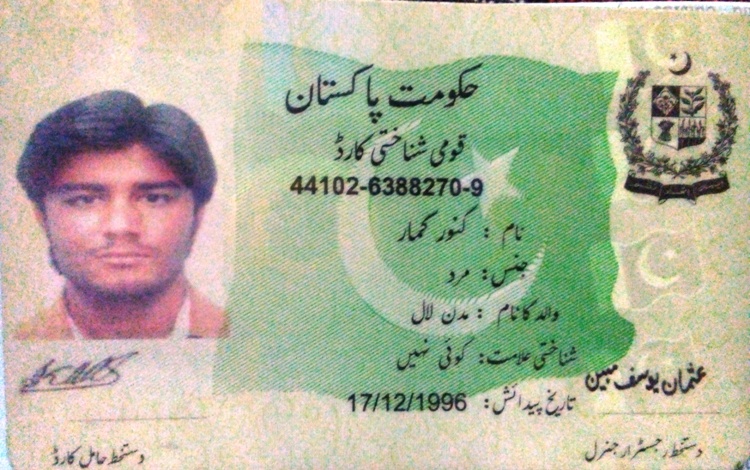 حکومت پاکستان
قومی شناختی کارڈ
44102-6388270-9
نام : کنور کمار
جنس: مرد
والد کا نام : مدن لال
شناختی علامت: کوئی نہیں
تاریخ پیدائش: 17/12/1996
عثمان یوسف مبین
دستخط حامل کارڈ
دستخط رجسٹرار جنرل